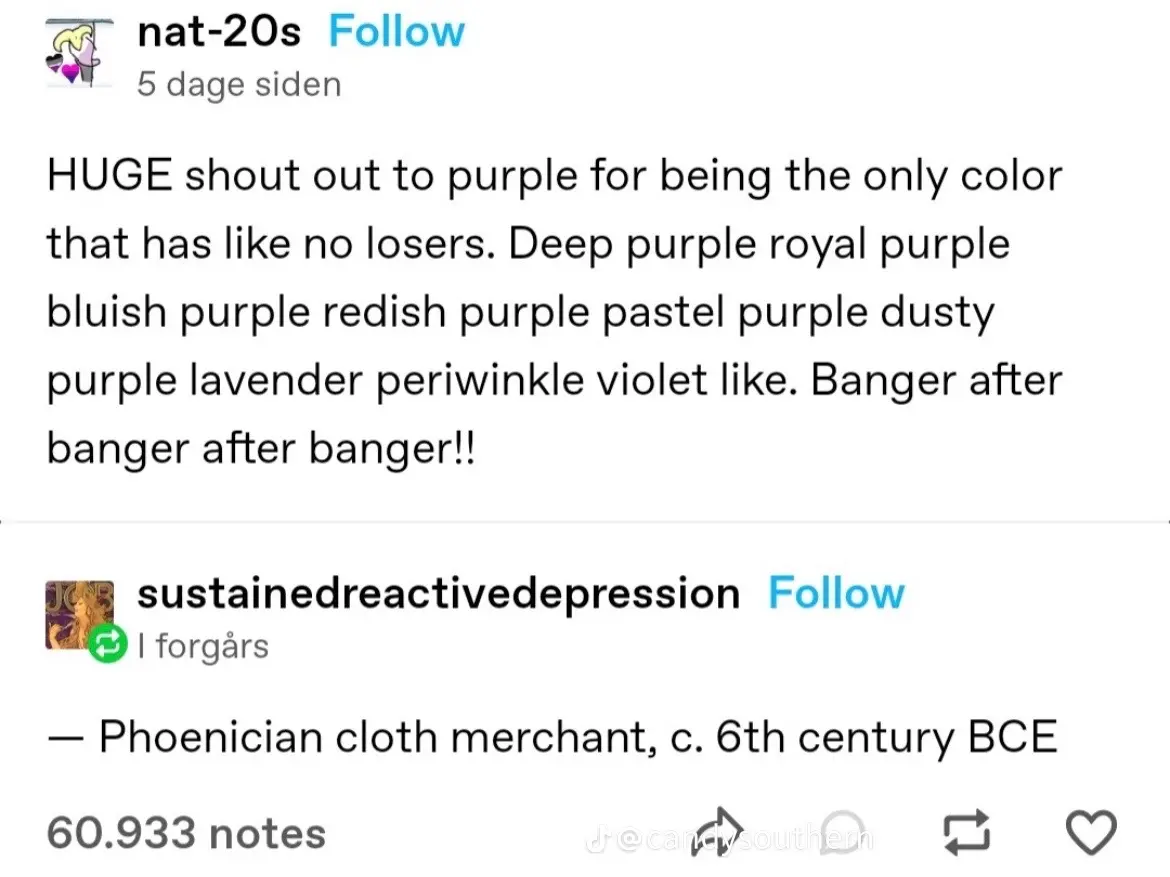 nat-20s Follow
5 dage siden
HUGE shout out to purple for being the only color
that has like no losers. Deep purple royal purple
bluish purple redish purple pastel purple dusty
purple lavender periwinkle violet like. Banger after
banger after banger!!
JOB
sustainedreactivedepression Follow
I forgårs
— Phoenician cloth merchant, c. 6th century BCE
60.933 notes
@candysouthern